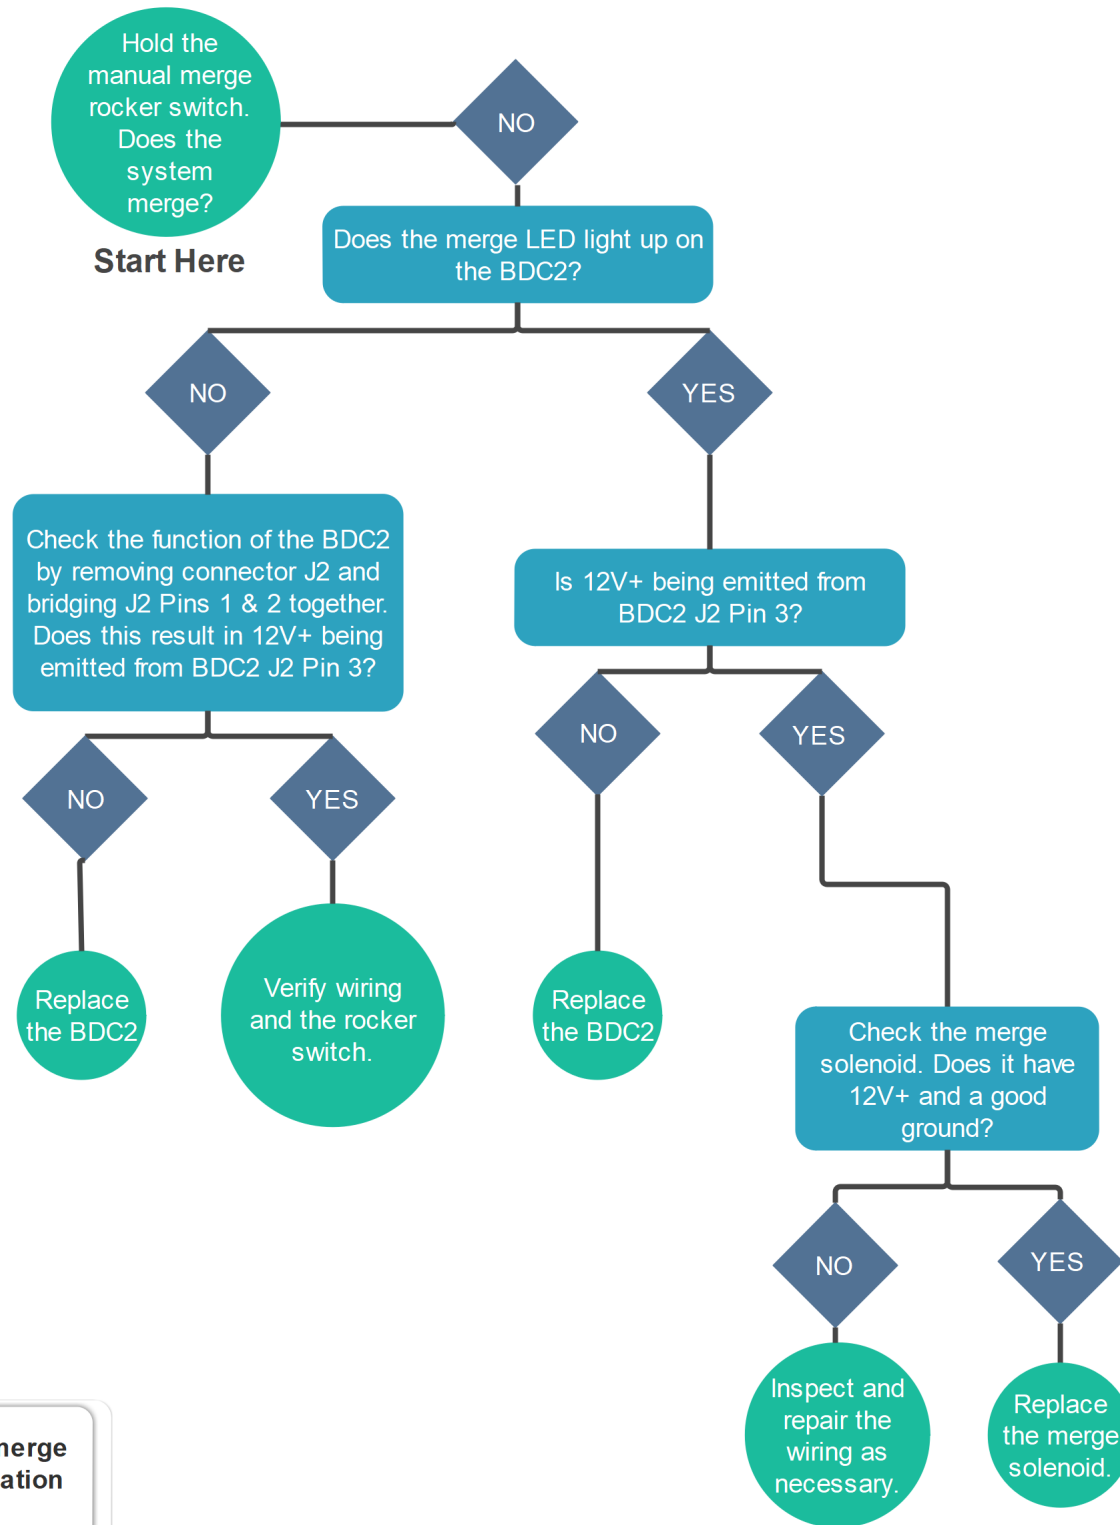 Hold the
manual merge
rocker switch.
Does the
system
merge?
Start Here
NO
Does the merge LED light up on
the BDC2?
NO
YES
Check the function of the BDC2
by removing connector J2 and
bridging J2 Pins 1 & 2 together.
Does this result in 12V+ being
emitted from BDC2 J2 Pin 3?
Is 12V+ being emitted from
BDC2 J2 Pin 3?
NO
YES
NO
YES
Replace
the BDC2
Verify wiring
and the rocker
switch.
Replace
the BDC2
Check the merge
solenoid. Does it have
12V+ and a good
ground?
NO
YES
Inspect and
repair the
wiring as
necessary.
Replace
the merge
solenoid.